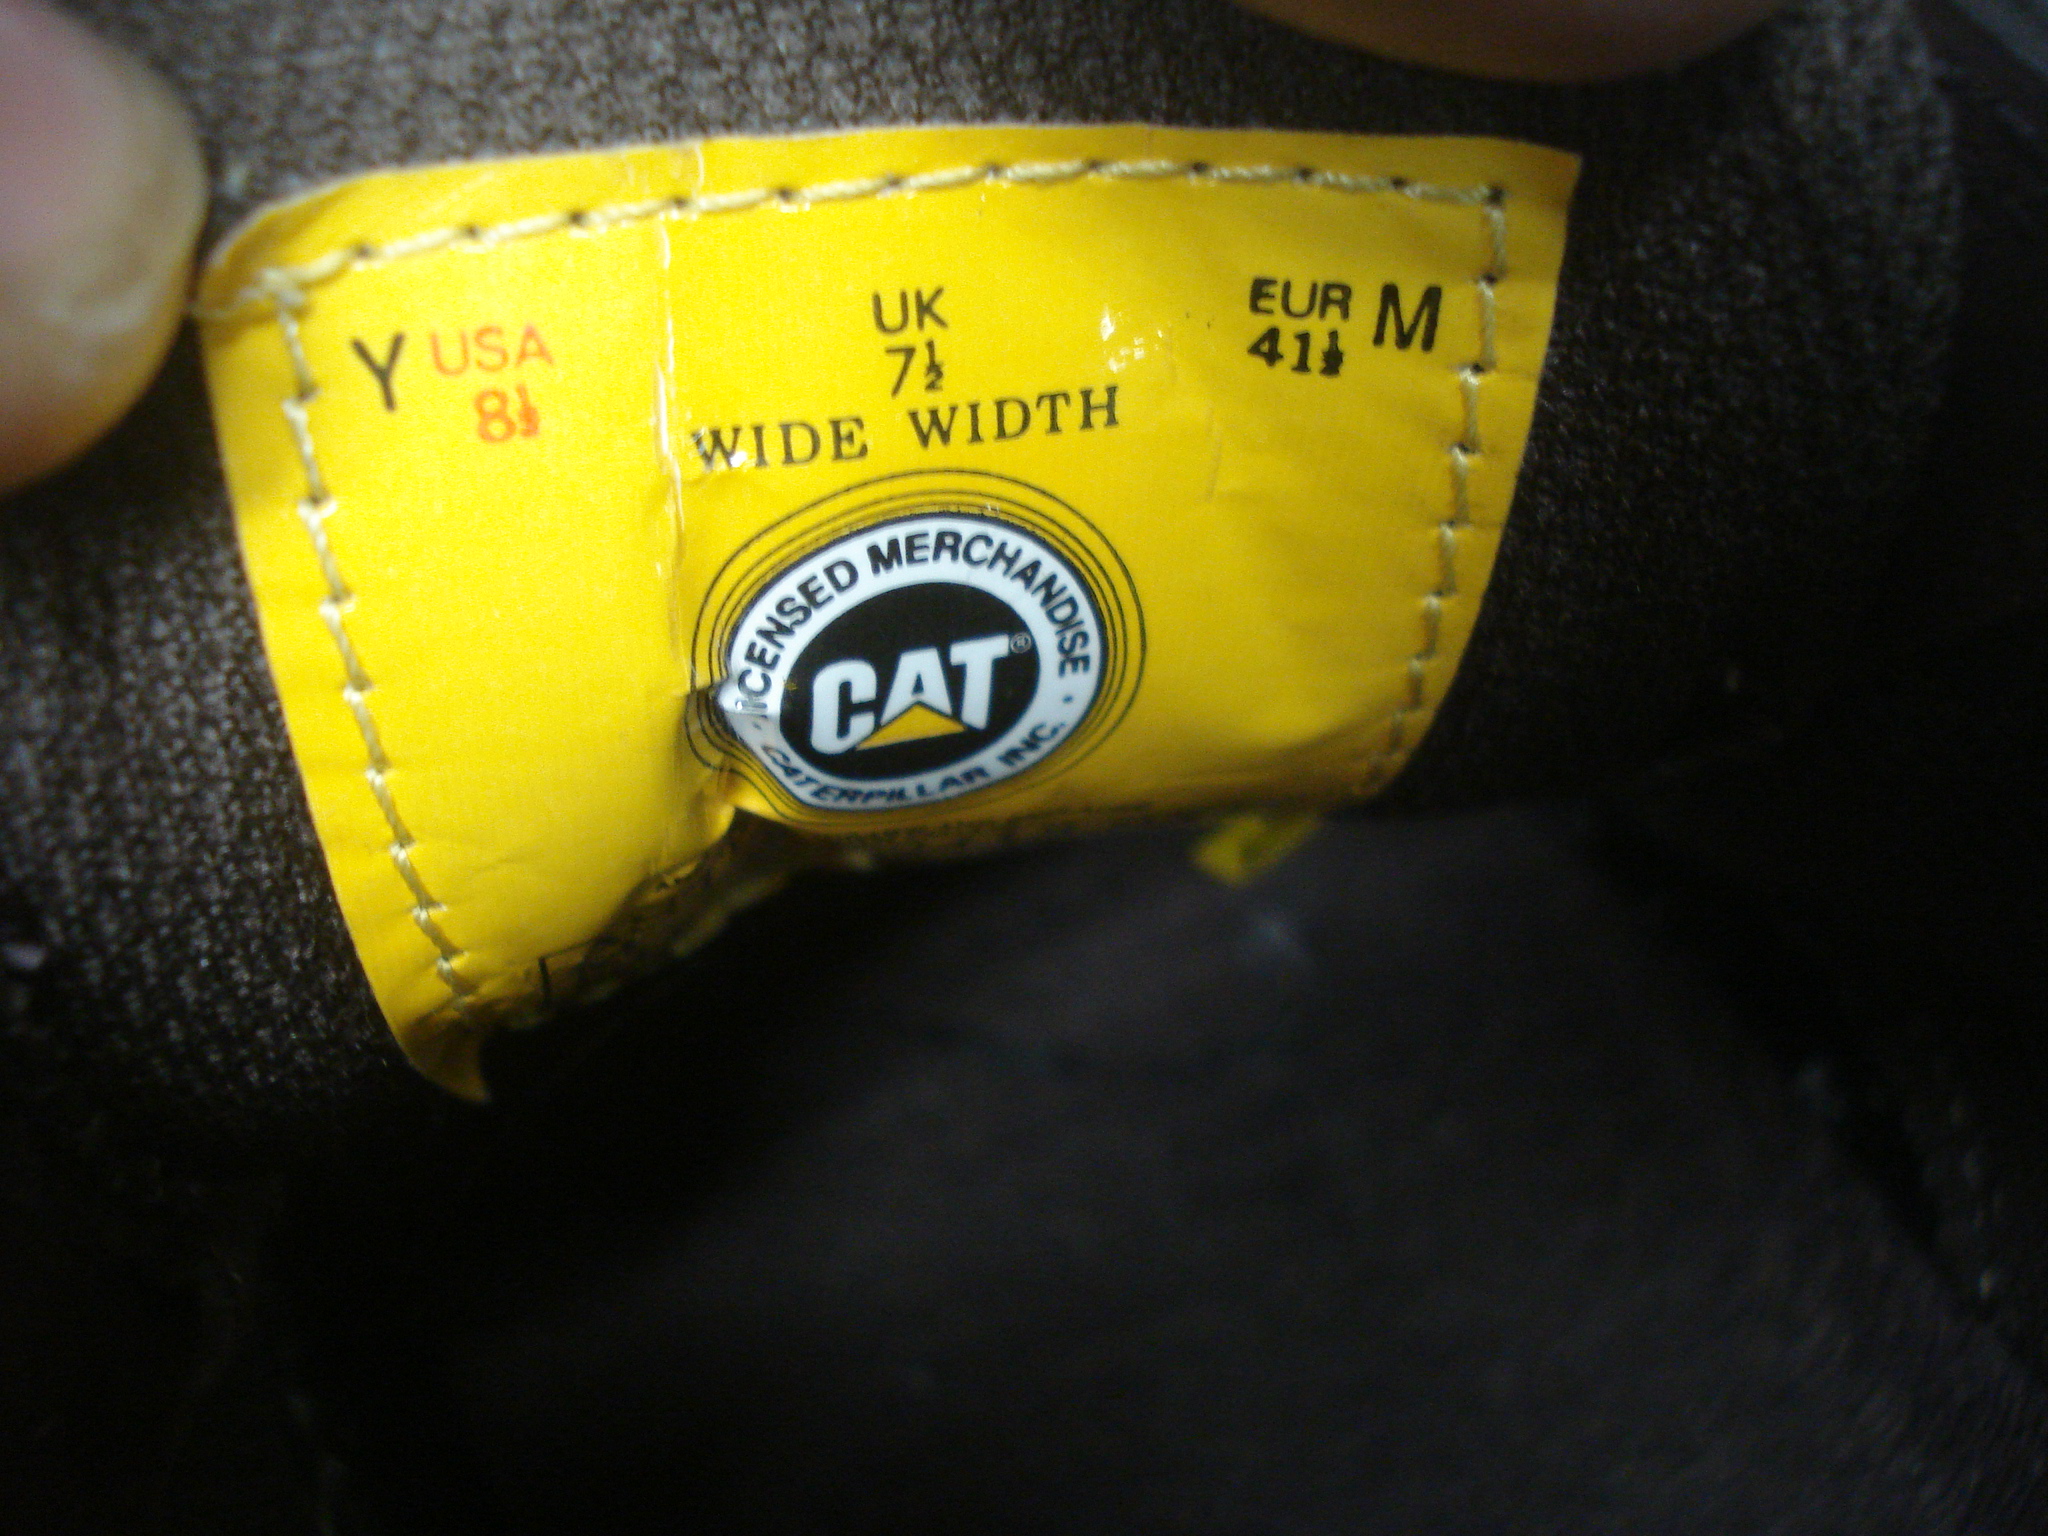 Y USA UK EUR M
8½ 7½ 41½
WIDE WIDTH
LICENSED MERCHANDISE
CAT®
CATERPILLAR INC.